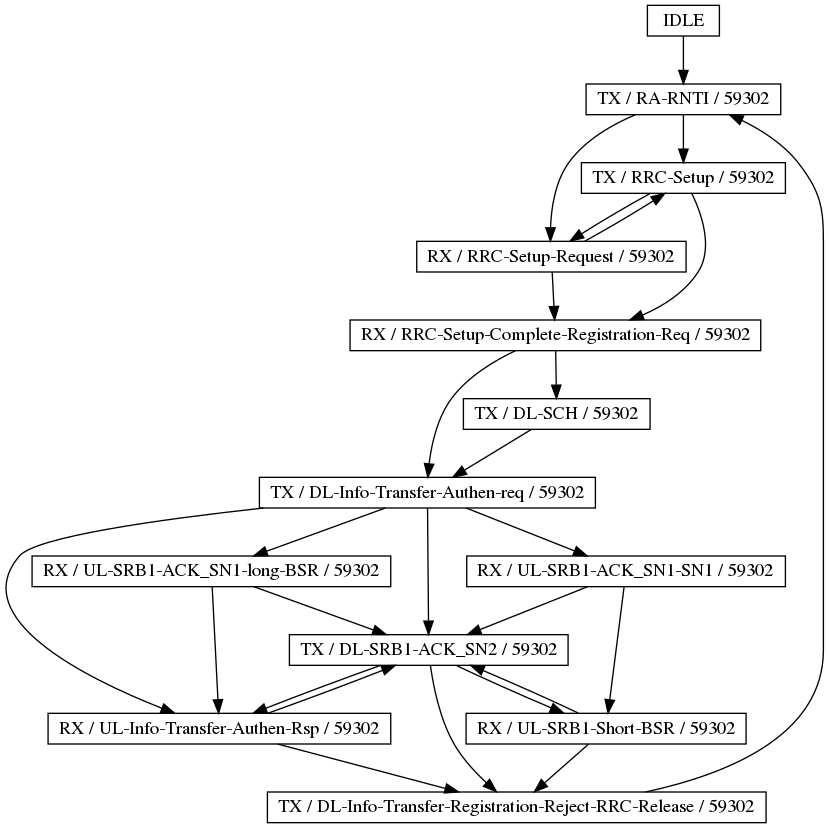 IDLE
TX / RA-RNTI / 59302
TX / RRC-Setup / 59302
RX / RRC-Setup-Request / 59302
RX / RRC-Setup-Complete-Registration-Req / 59302
TX / DL-SCH / 59302
TX / DL-Info-Transfer-Authen-req / 59302
RX / UL-SRB1-ACK_SN1-long-BSR / 59302
RX / UL-SRB1-ACK_SN1-SN1 / 59302
TX / DL-SRB1-ACK_SN2 / 59302
RX / UL-Info-Transfer-Authen-Rsp / 59302
RX / UL-SRB1-Short-BSR / 59302
TX / DL-Info-Transfer-Registration-Reject-RRC-Release / 59302